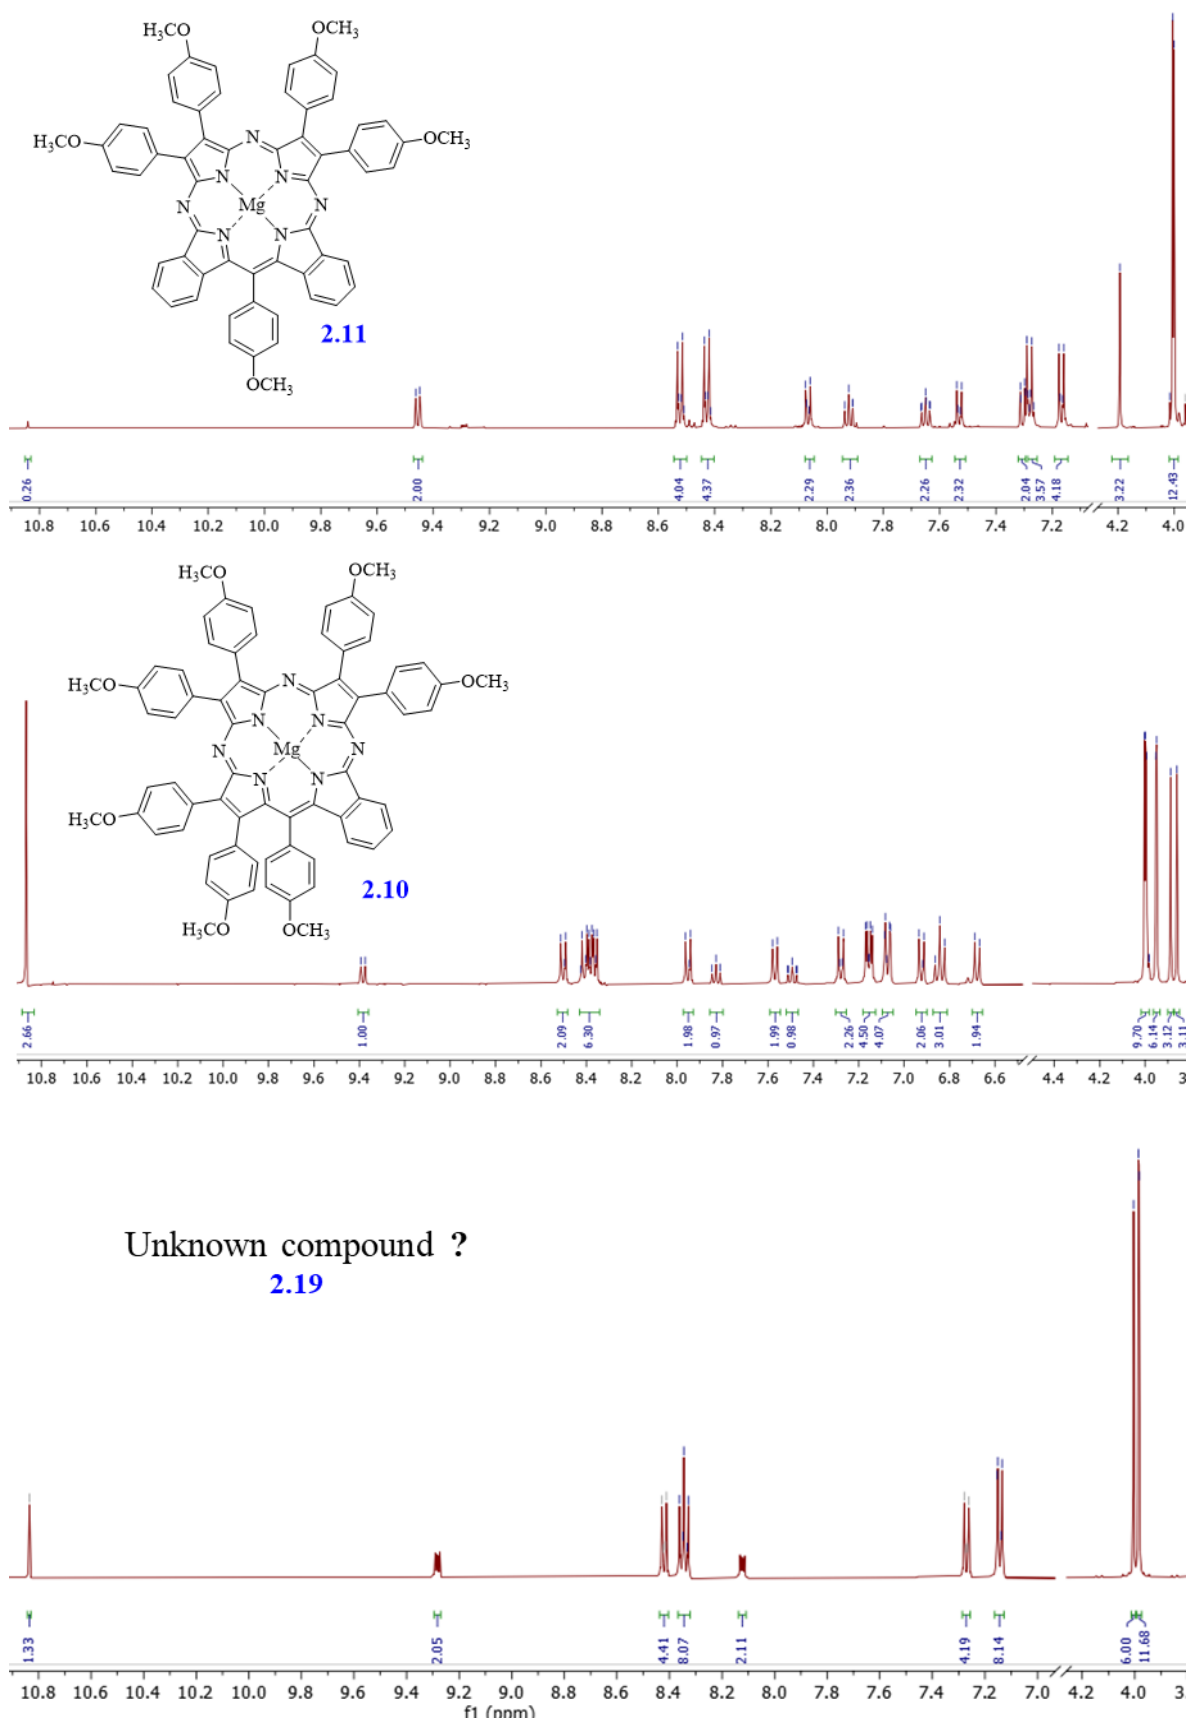 H₃CO OCH₃
H₃CO OCH₃
N
N N
N Mg N
N N
2.11
OCH₃
0.26 2.00 4.04 4.37 2.29 2.36 2.26 2.32 2.04 3.57 4.18 3.22 12.43
10.8 10.6 10.4 10.2 10.0 9.8 9.6 9.4 9.2 9.0 8.8 8.6 8.4 8.2 8.0 7.8 7.6 7.4 7.2 4.2 4.0
H₃CO OCH₃
H₃CO OCH₃
N
N N
N Mg N
N N
H₃CO
2.10
H₃CO OCH₃
2.66 1.00 2.09 6.30 1.98 0.97 1.99 0.98 2.26 4.50 4.07 2.06 3.01 1.94 9.70 6.14 3.12 3.11
10.8 10.6 10.4 10.2 10.0 9.8 9.6 9.4 9.2 9.0 8.8 8.6 8.4 8.2 8.0 7.8 7.6 7.4 7.2 7.0 6.8 6.6 4.4 4.2 4.0 3
Unknown compound ?
2.19
1.33 2.05 4.41 8.07 2.11 4.19 8.14 6.00 11.68
10.8 10.6 10.4 10.2 10.0 9.8 9.6 9.4 9.2 9.0 8.8 8.6 8.4 8.2 8.0 7.8 7.6 7.4 7.2 7.0 4.2 4.0
f1 (ppm)